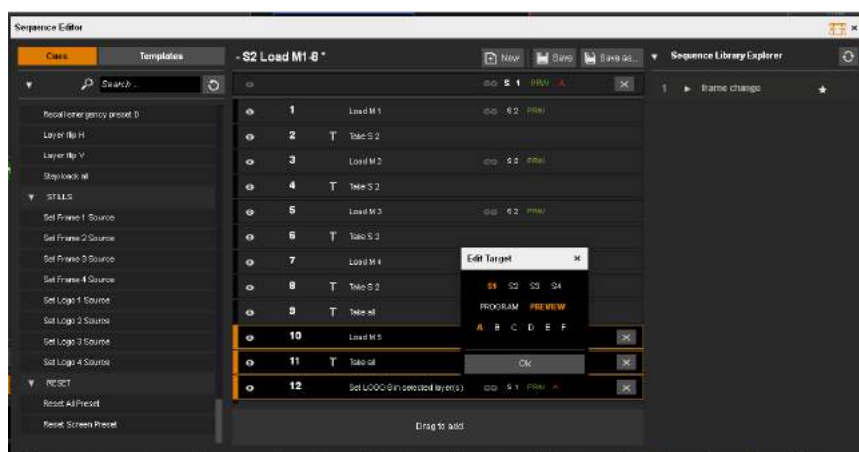 Sequence Editor
Cues Templates
Search...
Recall emergency preset D
Layer flip H
Layer flip V
Step back all
STILLS
Set Frame 1 Source
Set Frame 2 Source
Set Frame 3 Source
Set Frame 4 Source
Set Logo 1 Source
Set Logo 2 Source
Set Logo 3 Source
Set Logo 4 Source
RESET
Reset All Preset
Reset Screen Preset
- S2 Load M1-8 *
New Save Save as...
S 1 PRW A
1 Load M 1 S 2 PRW
2 T Take S 2
3 Load M 2 S 2 PRW
4 T Take S 2
5 Load M 3 S 2 PRW
6 T Take S 2
7 Load M 4
8 T Take S 2
9 T Take all
10 Load M 5
11 T Take all
12 Set LOGO 8 in selected layer(s) S 1 PRW A
Drag to add
Edit Target
S1 S2 S3 S4
PROGRAM PREVIEW
A B C D E F
Ok
Sequence Library Explorer
1 frame change